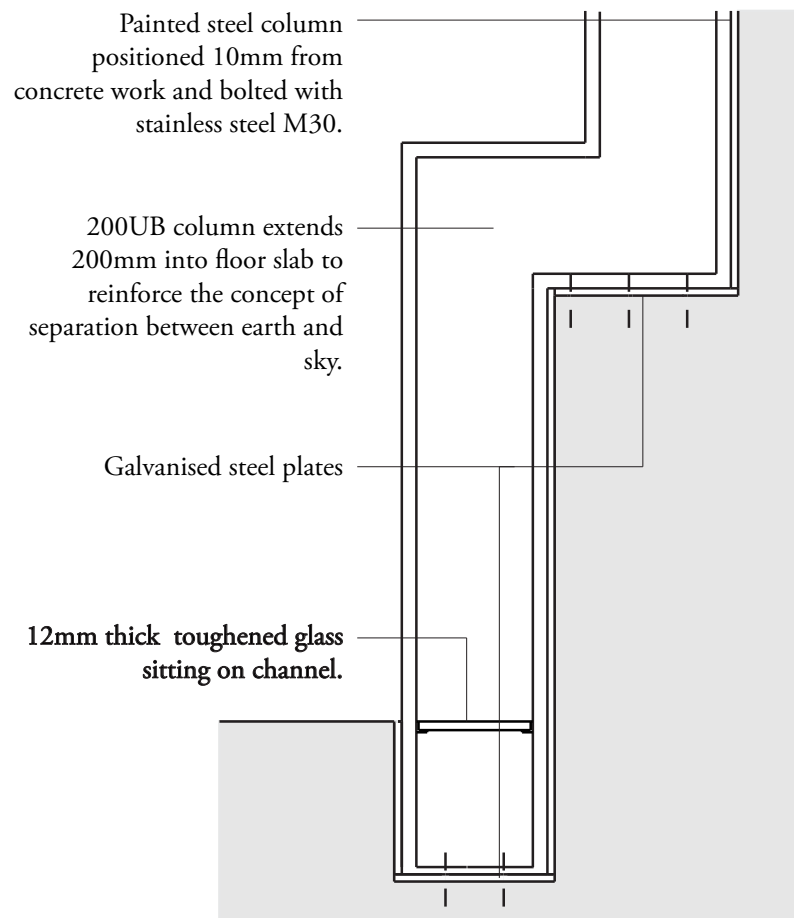 Painted steel column
positioned 10mm from
concrete work and bolted with
stainless steel M30.
200UB column extends
200mm into floor slab to
reinforce the concept of
separation between earth and
sky.
Galvanised steel plates
12mm thick  toughened glass
sitting on channel.